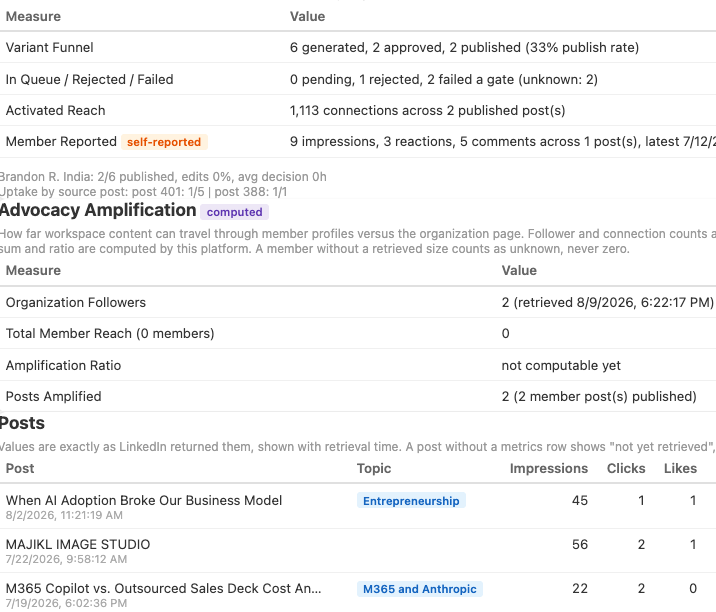 Measure Value
Variant Funnel 6 generated, 2 approved, 2 published (33% publish rate)
In Queue / Rejected / Failed 0 pending, 1 rejected, 2 failed a gate (unknown: 2)
Activated Reach 1,113 connections across 2 published post(s)
Member Reported self-reported 9 impressions, 3 reactions, 5 comments across 1 post(s), latest 7/12/2
Brandon R. India: 2/6 published, edits 0%, avg decision 0h
Uptake by source post: post 401: 1/5 | post 388: 1/1
Advocacy Amplification computed
How far workspace content can travel through member profiles versus the organization page. Follower and connection counts a
sum and ratio are computed by this platform. A member without a retrieved size counts as unknown, never zero.
Measure Value
Organization Followers 2 (retrieved 8/9/2026, 6:22:17 PM)
Total Member Reach (0 members) 0
Amplification Ratio not computable yet
Posts Amplified 2 (2 member post(s) published)
Posts
Values are exactly as LinkedIn returned them, shown with retrieval time. A post without a metrics row shows "not yet retrieved",
Post Topic Impressions Clicks Likes
When AI Adoption Broke Our Business Model Entrepreneurship 45 1 1
8/2/2026, 11:21:19 AM
MAJIKL IMAGE STUDIO 56 2 1
7/22/2026, 9:58:12 AM
M365 Copilot vs. Outsourced Sales Deck Cost An... M365 and Anthropic 22 2 0
7/19/2026, 6:02:36 PM